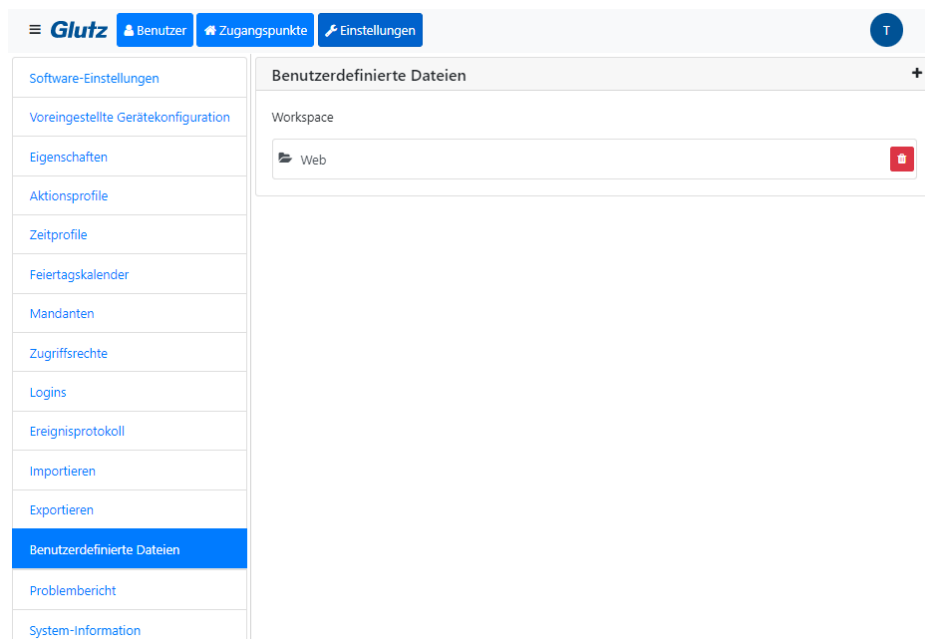 ≡ Glutz Benutzer Zugangspunkte Einstellungen T
Software-Einstellungen
Voreingestellte Gerätekonfiguration
Eigenschaften
Aktionsprofile
Zeitprofile
Feiertagskalender
Mandanten
Zugriffsrechte
Logins
Ereignisprotokoll
Importieren
Exportieren
Benutzerdefinierte Dateien
Problembericht
System-Information
Benutzerdefinierte Dateien +
Workspace
Web